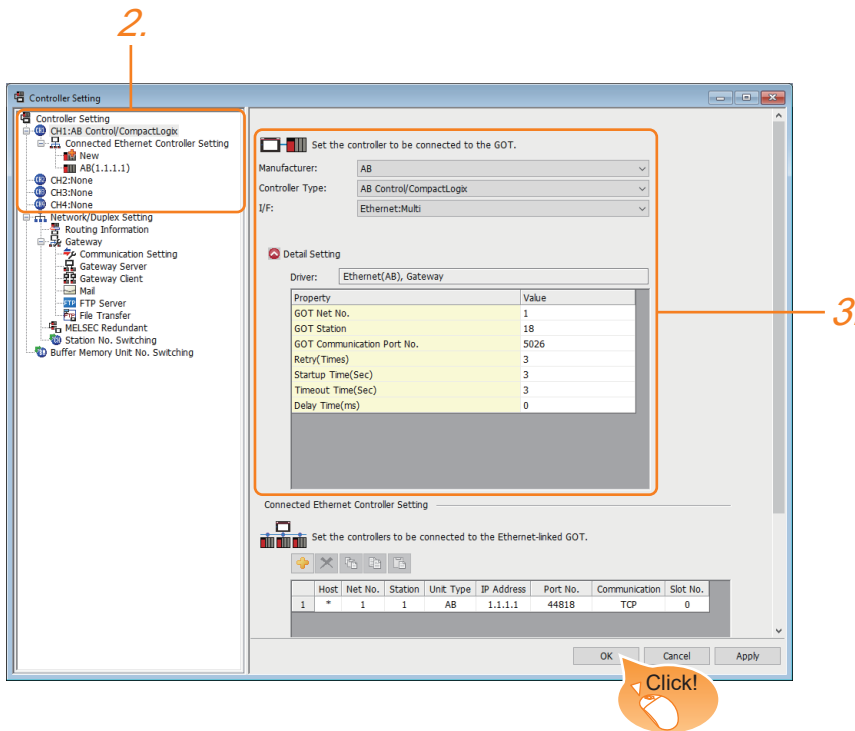 2.
Controller Setting
Controller Setting
CH1:AB Control/CompactLogix
Connected Ethernet Controller Setting
New
AB(1.1.1.1)
CH2:None
CH3:None
CH4:None
Network/Duplex Setting
Routing Information
Gateway
Communication Setting
Gateway Server
Gateway Client
Mail
FTP Server
File Transfer
MELSEC Redundant
Station No. Switching
Buffer Memory Unit No. Switching
Set the controller to be connected to the GOT.
Manufacturer: AB
Controller Type: AB Control/CompactLogix
I/F: Ethernet:Multi
Detail Setting
Driver: Ethernet(AB), Gateway
Property Value
GOT Net No. 1
GOT Station 18
GOT Communication Port No. 5026
Retry(Times) 3
Startup Time(Sec) 3
Timeout Time(Sec) 3
Delay Time(ms) 0
3.
Connected Ethernet Controller Setting
Set the controllers to be connected to the Ethernet-linked GOT.
Host Net No. Station Unit Type IP Address Port No. Communication Slot No.
1 * 1 1 AB 1.1.1.1 44818 TCP 0
OK Cancel Apply
Click!